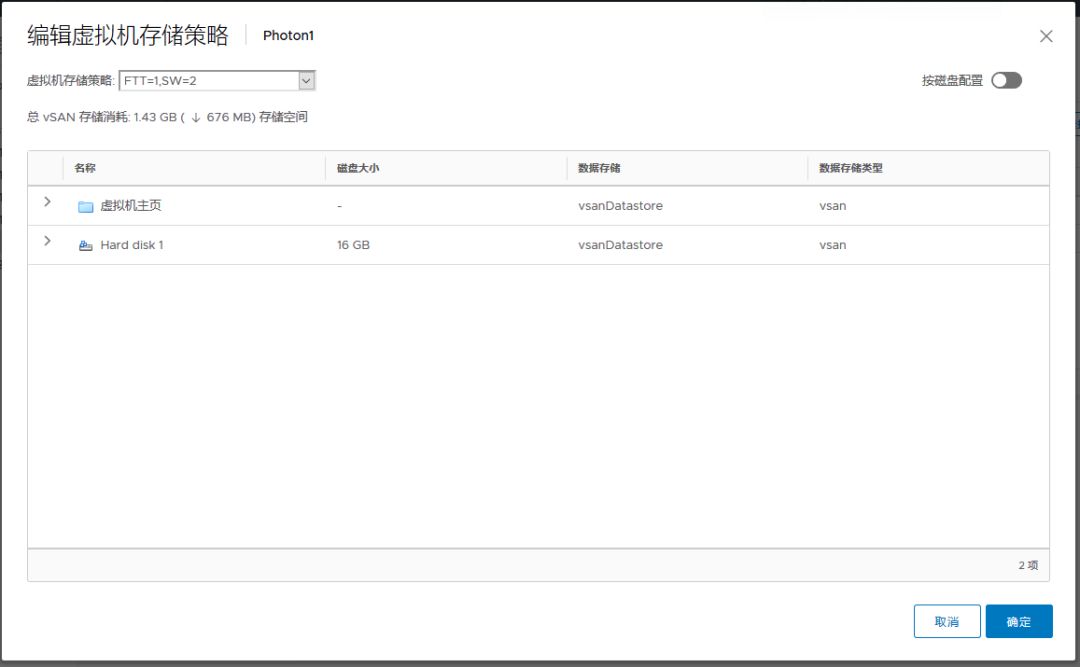 编辑虚拟机存储策略 Photon1
虚拟机存储策略: FTT=1,SW=2 按磁盘配置
总 vSAN 存储消耗: 1.43 GB ( ↓ 676 MB) 存储空间
名称 磁盘大小 数据存储 数据存储类型
虚拟机主页 - vsanDatastore vsan
Hard disk 1 16 GB vsanDatastore vsan
2 项
取消 确定